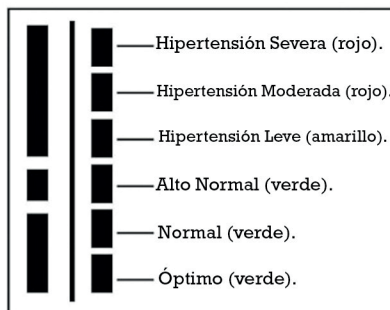 Hipertensión Severa (rojo).
Hipertensión Moderada (rojo).
Hipertensión Leve (amarillo).
Alto Normal (verde).
Normal (verde).
Óptimo (verde).